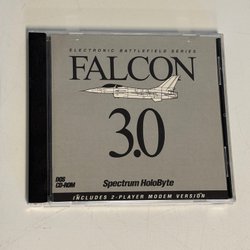 ELECTRONIC BATTLEFIELD SERIES
FALCON
3.0
DOS
CD-ROM
Spectrum HoloByte
INCLUDES 2-PLAYER MODEM VERSION